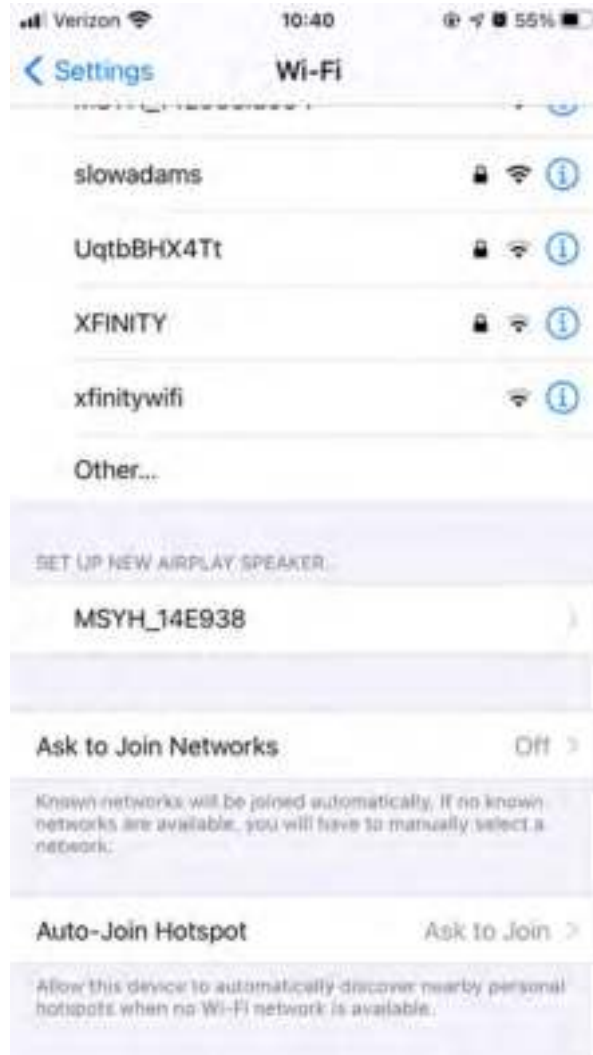 Verizon 10:40 55%
Settings Wi-Fi
slowadams
UqtbBHX4Tt
XFINITY
xfinitywifi
Other...
SET UP NEW AIRPLAY SPEAKER...
MSYH_14E938
Ask to Join Networks Off
Known networks will be joined automatically. If no known
networks are available, you will have to manually select a
network.
Auto-Join Hotspot Ask to Join
Allow this device to automatically discover nearby personal
hotspots when no Wi-Fi network is available.